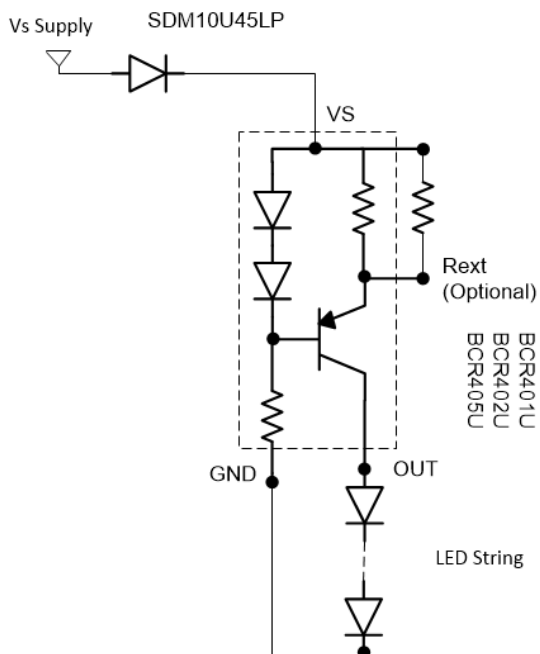 Vs Supply
SDM10U45LP
VS
Rext
(Optional)
BCR401U
BCR402U
BCR405U
GND
OUT
LED String